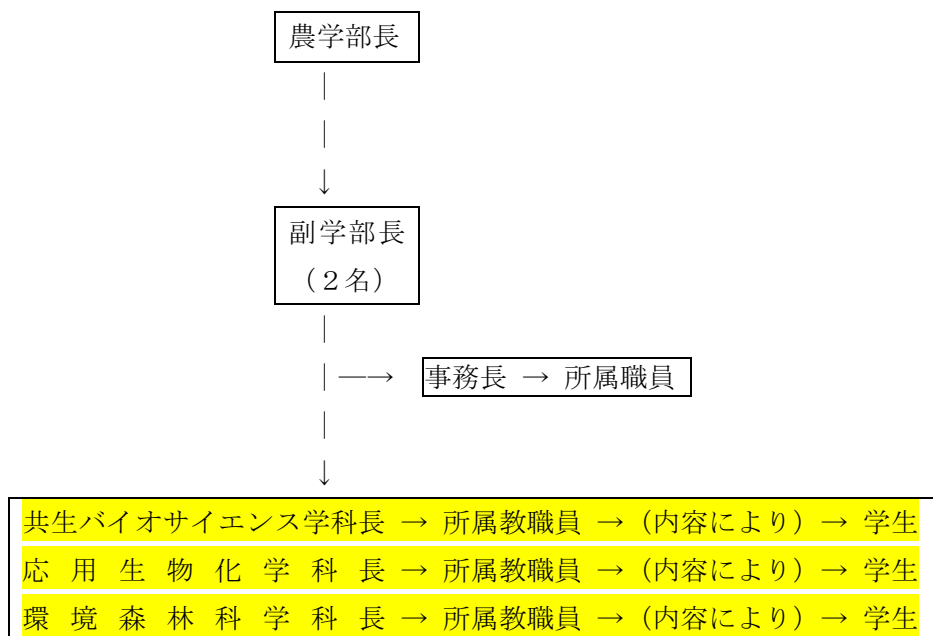 農学部長
｜
｜
↓
副学部長
（２名）
｜
｜―→ 事務長 → 所属職員
｜
↓
共生バイオサイエンス学科長 → 所属教職員 → （内容により） → 学生
応用生物化学科長 → 所属教職員 → （内容により） → 学生
環境森林科学科長 → 所属教職員 → （内容により） → 学生